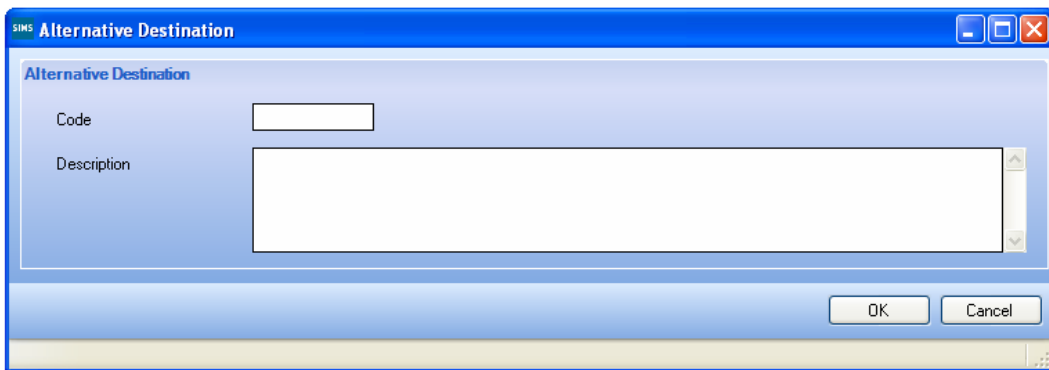 SIMS Alternative Destination
Alternative Destination
Code
Description
OK Cancel